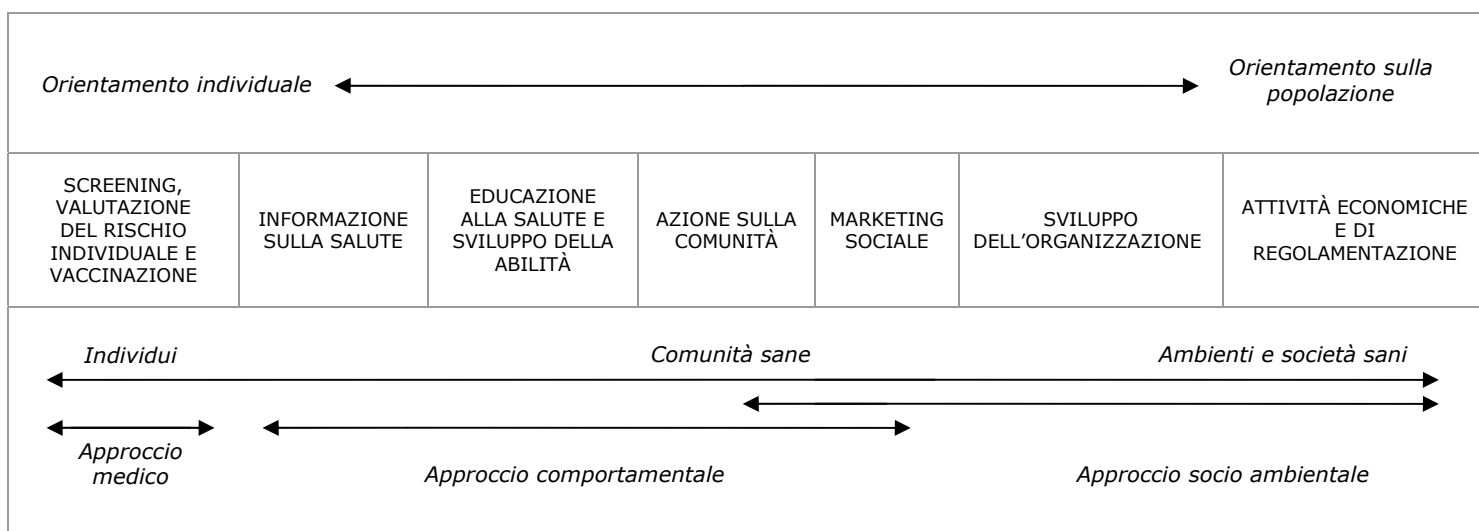 Orientamento individuale
Orientamento sulla
popolazione
SCREENING,
VALUTAZIONE
DEL RISCHIO
INDIVIDUALE E
VACCINAZIONE
INFORMAZIONE
SULLA SALUTE
EDUCAZIONE
ALLA SALUTE E
SVILUPPO DELLA
ABILITÀ
AZIONE SULLA
COMUNITÀ
MARKETING
SOCIALE
SVILUPPO
DELL’ORGANIZZAZIONE
ATTIVITÀ ECONOMICHE
E DI
REGOLAMENTAZIONE
Individui
Comunità sane
Ambienti e società sani
Approccio
medico
Approccio comportamentale
Approccio socio ambientale